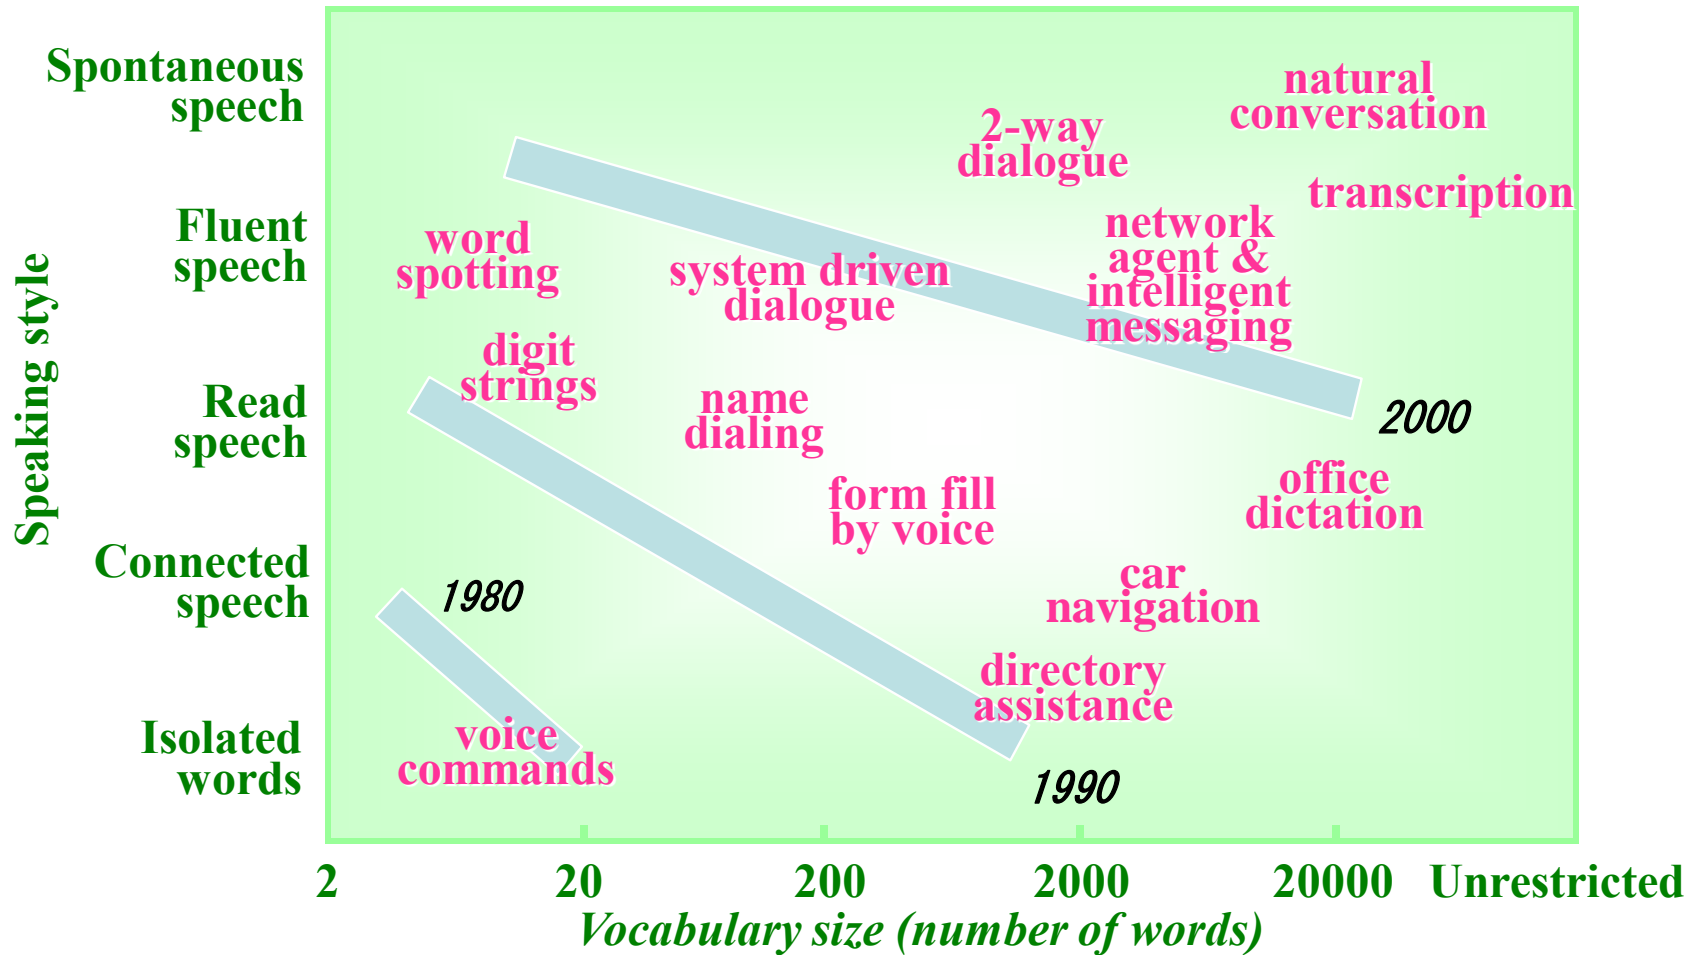 Spontaneous
speech
natural
conversation
2-way
dialogue
transcription
Fluent
speech
word
spotting
system driven
dialogue
network
agent &
intelligent
messaging
digit
strings
Speaking style
Read
speech
name
dialing
2000
form fill
by voice
office
dictation
Connected
speech
1980
car
navigation
directory
assistance
Isolated
words
voice
commands
1990
2 20 200 2000 20000 Unrestricted
Vocabulary size (number of words)